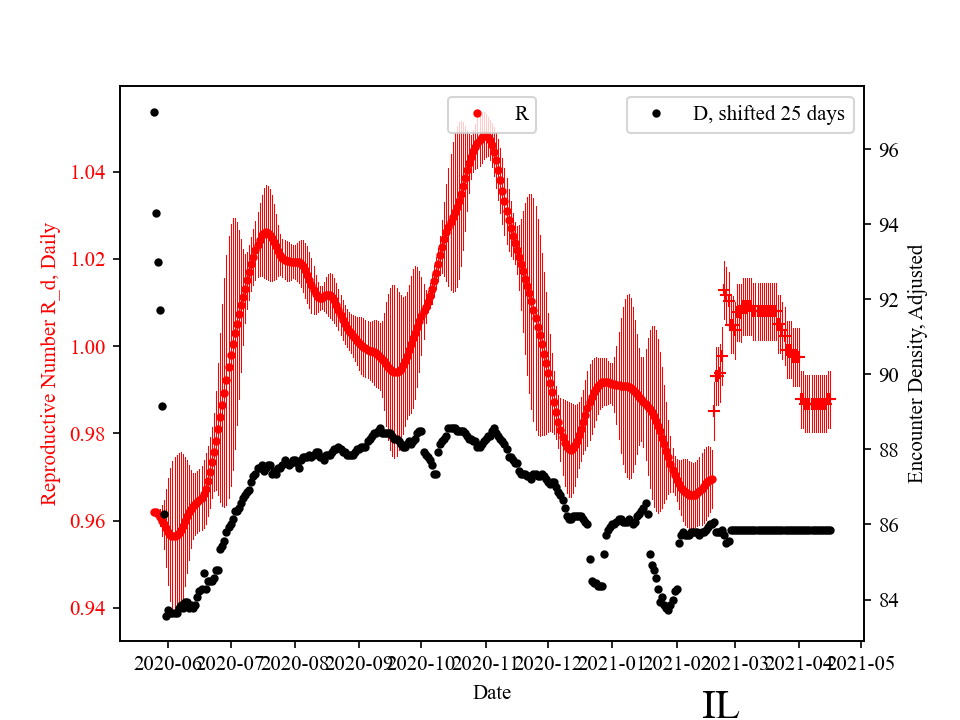 R
D, shifted 25 days
1.04
1.02
1.00
0.98
0.96
0.94
Reproductive Number R_d, Daily
96
94
92
90
88
86
84
Encounter Density, Adjusted
2020-06 2020-07 2020-08 2020-09 2020-10 2020-11 2020-12 2021-01 2021-02 2021-03 2021-04 2021-05
Date
IL